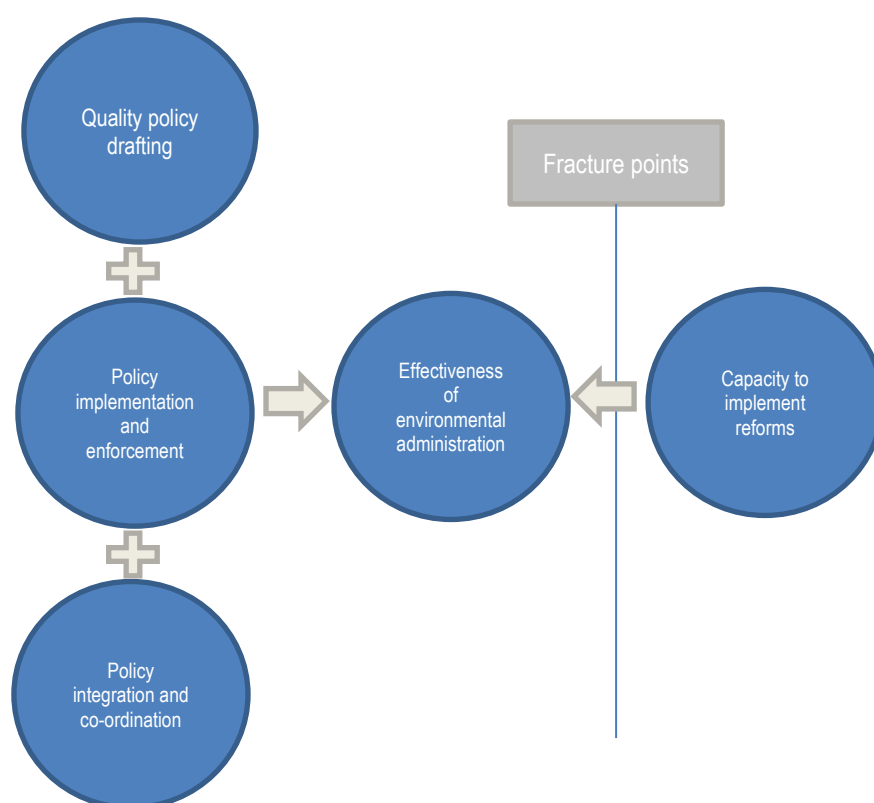 Quality policy
drafting
Fracture points
Policy
implementation
and
enforcement
Effectiveness
of
environmental
administration
Capacity to
implement
reforms
Policy
integration and
co-ordination